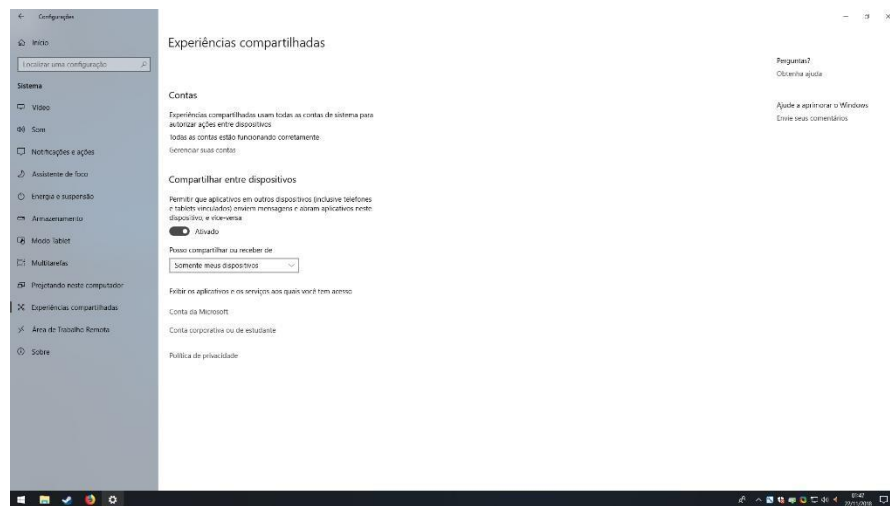 Configurações
Início
Localizar uma configuração
Sistema
Vídeo
Som
Notificações e ações
Assistente de foco
Energia e suspensão
Armazenamento
Modo Tablet
Multitarefas
Projetando neste computador
Experiências compartilhadas
Área de Trabalho Remota
Sobre
Experiências compartilhadas
Contas
Experiências compartilhadas usam todas as contas de sistema para
autorizar ações entre dispositivos
Todas as contas estão funcionando corretamente
Gerenciar suas contas
Compartilhar entre dispositivos
Permitir que aplicativos em outros dispositivos (inclusive telefones
e tablets vinculados) enviem mensagens e abram aplicativos neste
dispositivo, e vice-versa
Ativado
Posso compartilhar ou receber de
Somente meus dispositivos
Exibir os aplicativos e os serviços aos quais você tem acesso
Conta da Microsoft
Conta corporativa ou de estudante
Política de privacidade
Perguntas?
Obtenha ajuda
Ajude a aprimorar o Windows
Envie seus comentários
01:47
22/11/2018